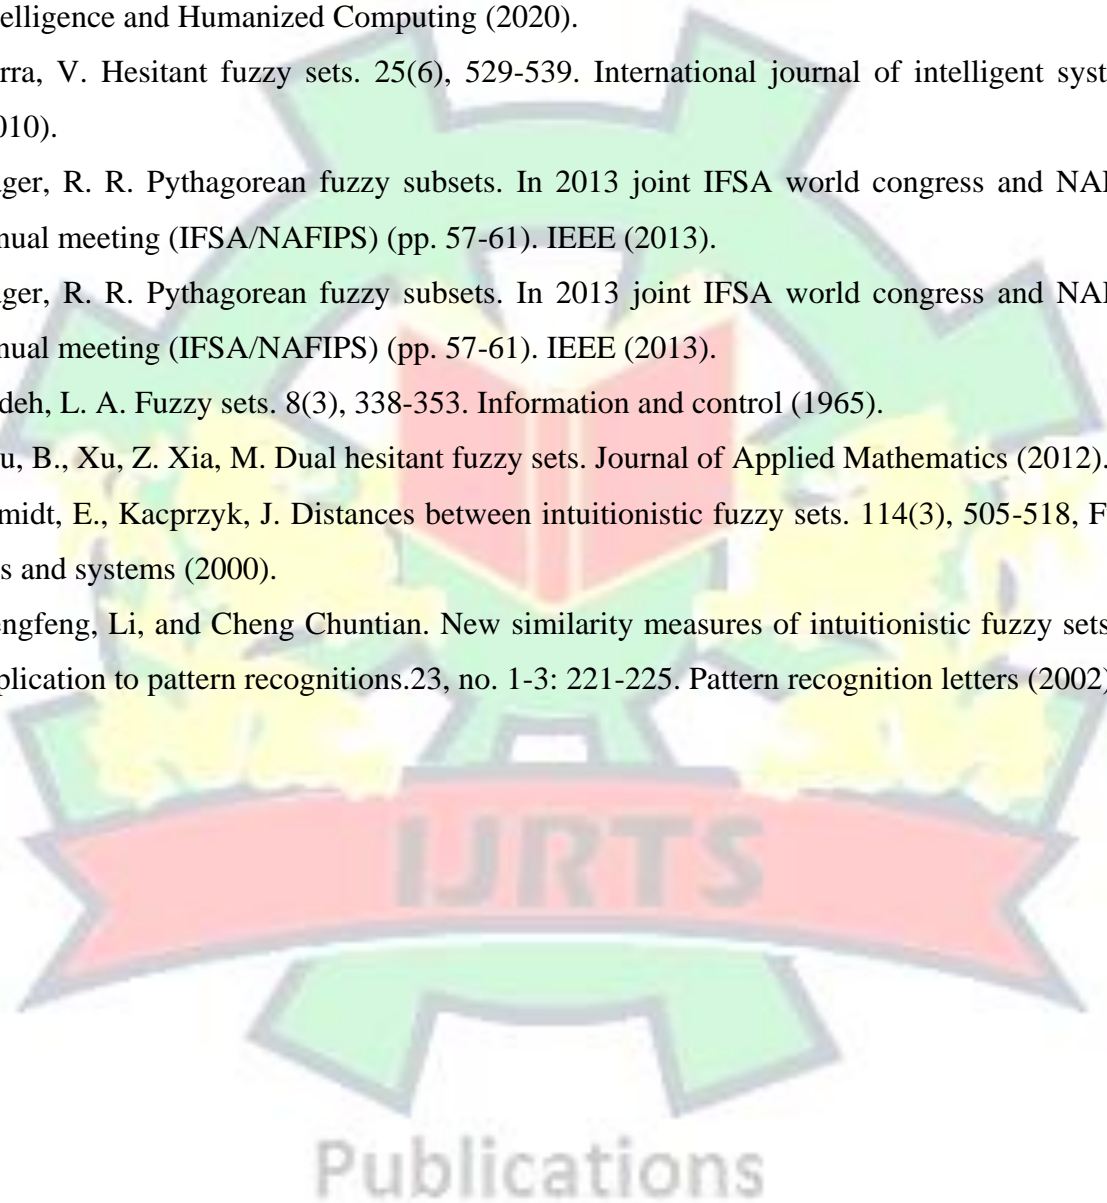 elligence and Humanized Computing (2020).
rra, V. Hesitant fuzzy sets. 25(6), 529-539. International journal of intelligent syst
010).
ger, R. R. Pythagorean fuzzy subsets. In 2013 joint IFSA world congress and NA
nual meeting (IFSA/NAFIPS) (pp. 57-61). IEEE (2013).
ger, R. R. Pythagorean fuzzy subsets. In 2013 joint IFSA world congress and NA
nual meeting (IFSA/NAFIPS) (pp. 57-61). IEEE (2013).
deh, L. A. Fuzzy sets. 8(3), 338-353. Information and control (1965).
u, B., Xu, Z. Xia, M. Dual hesitant fuzzy sets. Journal of Applied Mathematics (2012).
midt, E., Kacprzyk, J. Distances between intuitionistic fuzzy sets. 114(3), 505-518, F
s and systems (2000).
engfeng, Li, and Cheng Chuntian. New similarity measures of intuitionistic fuzzy sets
plication to pattern recognitions.23, no. 1-3: 221-225. Pattern recognition letters (2002)
IJRTS
Publications